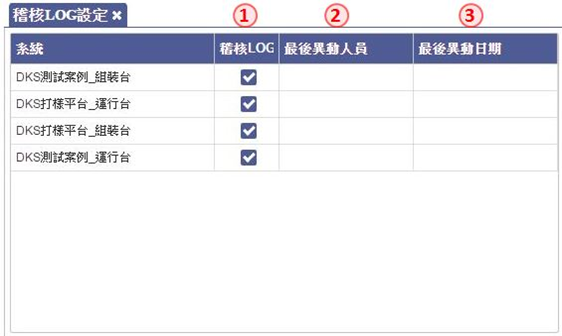 稽核LOG設定 ×
① ② ③
系統 稽核LOG 最後異動人員 最後異動日期
DKS測試案例_組裝台
DKS打樣平台_運行台
DKS打樣平台_組裝台
DKS測試案例_運行台